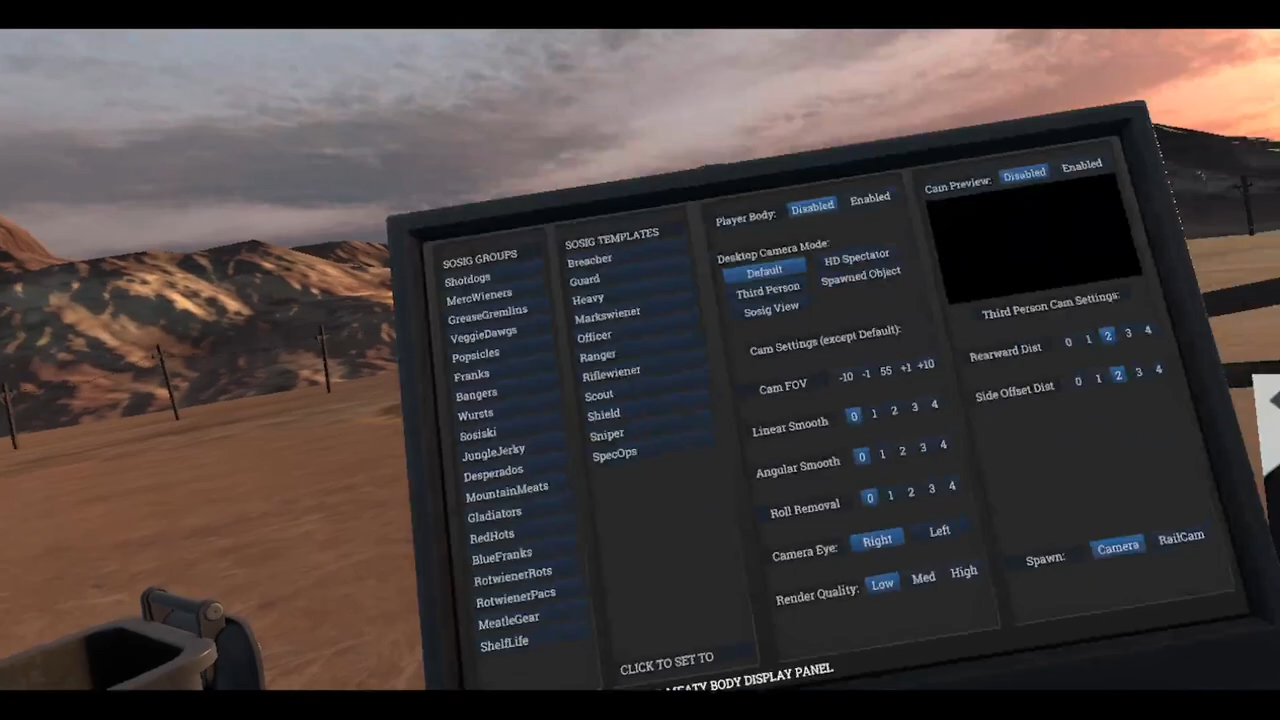 SOSIG GROUPS
Shotdogs
MercWieners
GreaseGremlins
VeggieDawgs
Popsicles
Franks
Bangers
Wursts
Sosiski
JungleJerky
Desperados
MountainMeats
Gladiators
RedHots
BlueFranks
RotwienerRots
RotwienerPacs
MeatleGear
ShelfLife
SOSIG TEMPLATES
Breacher
Guard
Heavy
Markswiener
Officer
Ranger
Riflewiener
Scout
Shield
Sniper
SpecOps
CLICK TO SET TO
Player Body: Disabled Enabled
Desktop Camera Mode:
Default HD Spectator
Third Person Spawned Object
Sosig View
Cam Settings (except Default):
Cam FOV -10 -1 55 +1 +10
Linear Smooth 0 1 2 3 4
Angular Smooth 0 1 2 3 4
Roll Removal 0 1 2 3 4
Camera Eye: Right Left
Render Quality: Low Med High
Cam Preview: Disabled Enabled
Third Person Cam Settings:
Rearward Dist 0 1 2 3 4
Side Offset Dist 0 1 2 3 4
Spawn: Camera RailCam
MEATY BODY DISPLAY PANEL